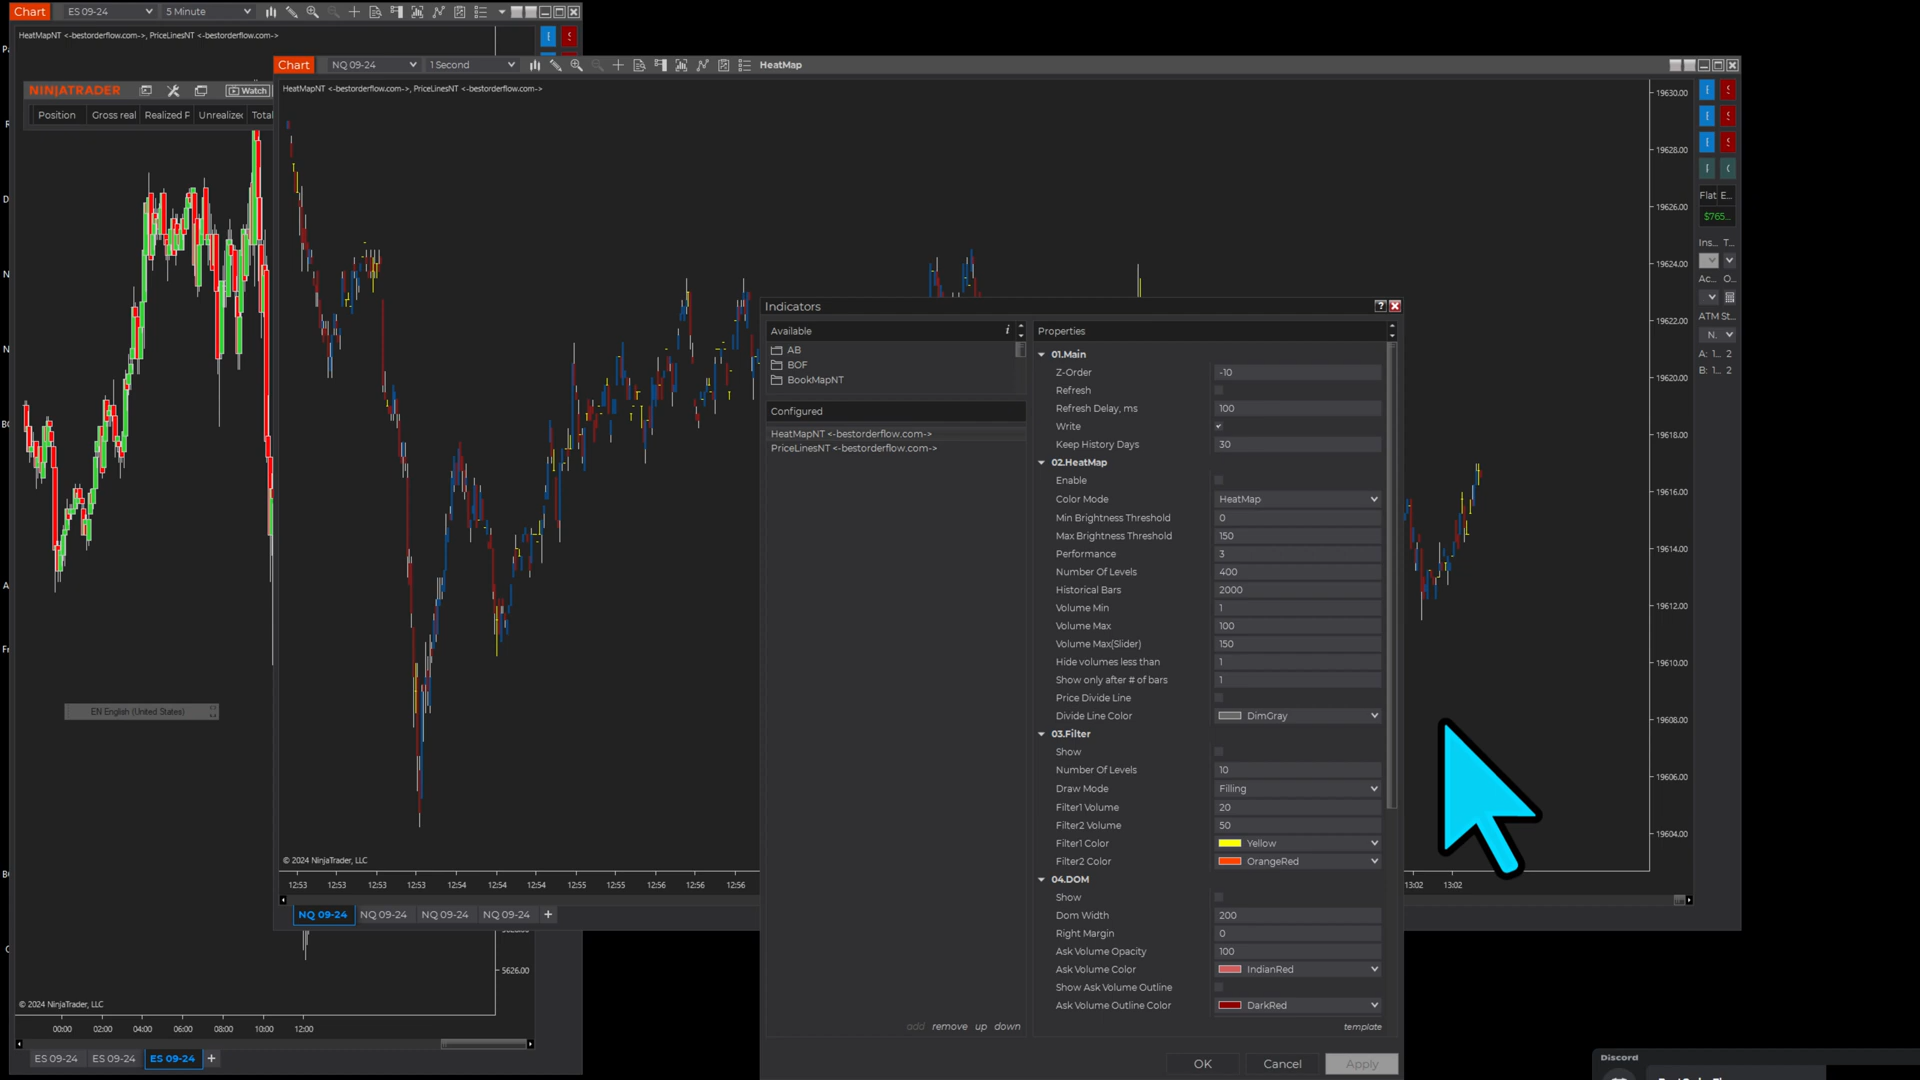 Chart ES 09-24 5 Minute
HeatMapNT <-bestorderflow.com->, PriceLinesNT <-bestorderflow.com->
Chart NQ 09-24 1 Second HeatMap
HeatMapNT <-bestorderflow.com->, PriceLinesNT <-bestorderflow.com->
NINJATRADER Watch
Position Gross real Realized P Unrealized Total
19630.00
19628.00
19626.00
19624.00
19622.00
19620.00
19618.00
19616.00
19614.00
19612.00
19610.00
19608.00
19606.00
19604.00
Flat E...
$765...
Ins... T...
Ac... O...
ATM St...
N.
A: 1... 2
B: 1... 2
Indicators
Available
AB
BOF
BookMapNT
Configured
HeatMapNT <-bestorderflow.com->
PriceLinesNT <-bestorderflow.com->
add remove up down
Properties
01.Main
Z-Order -10
Refresh
Refresh Delay, ms 100
Write
Keep History Days 30
02.HeatMap
Enable
Color Mode HeatMap
Min Brightness Threshold 0
Max Brightness Threshold 150
Performance 3
Number Of Levels 400
Historical Bars 2000
Volume Min 1
Volume Max 100
Volume Max(Slider) 150
Hide volumes less than 1
Show only after # of bars 1
Price Divide Line
Divide Line Color DimGray
03.Filter
Show
Number Of Levels 10
Draw Mode Filling
Filter1 Volume 20
Filter2 Volume 50
Filter1 Color Yellow
Filter2 Color OrangeRed
04.DOM
Show
Dom Width 200
Right Margin 0
Ask Volume Opacity 100
Ask Volume Color IndianRed
Show Ask Volume Outline
Ask Volume Outline Color DarkRed
template
OK Cancel Apply
EN English (United States)
© 2024 NinjaTrader, LLC
12:53 12:53 12:53 12:53 12:54 12:54 12:54 12:55 12:55 12:56 12:56 13:02 13:02
NQ 09-24 NQ 09-24 NQ 09-24 NQ 09-24 +
5626.00
© 2024 NinjaTrader, LLC
00:00 02:00 04:00 06:00 08:00 10:00 12:00
ES 09-24 ES 09-24 ES 09-24 +
Discord